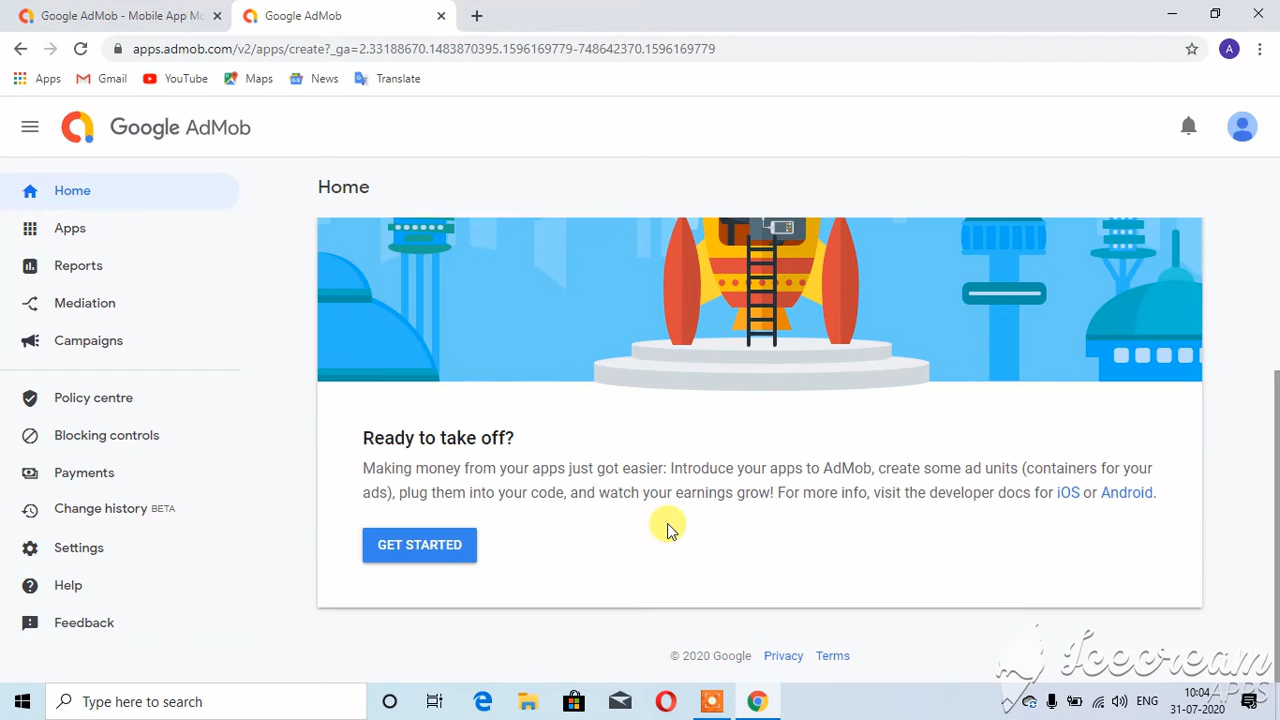 Google AdMob - Mobile App Mo
Google AdMob
apps.admob.com/v2/apps/create?_ga=2.33188670.1483870395.1596169779-748642370.1596169779
A
Apps
Gmail
YouTube
Maps
News
Translate
Google AdMob
Home
Apps
Reports
Mediation
Campaigns
Policy centre
Blocking controls
Payments
Change history BETA
Settings
Help
Feedback
Home
Ready to take off?
Making money from your apps just got easier: Introduce your apps to AdMob, create some ad units (containers for your
ads), plug them into your code, and watch your earnings grow! For more info, visit the developer docs for iOS or Android.
GET STARTED
© 2020 Google Privacy Terms
Icecream
APPS
Type here to search
ENG
10:04
31-07-2020